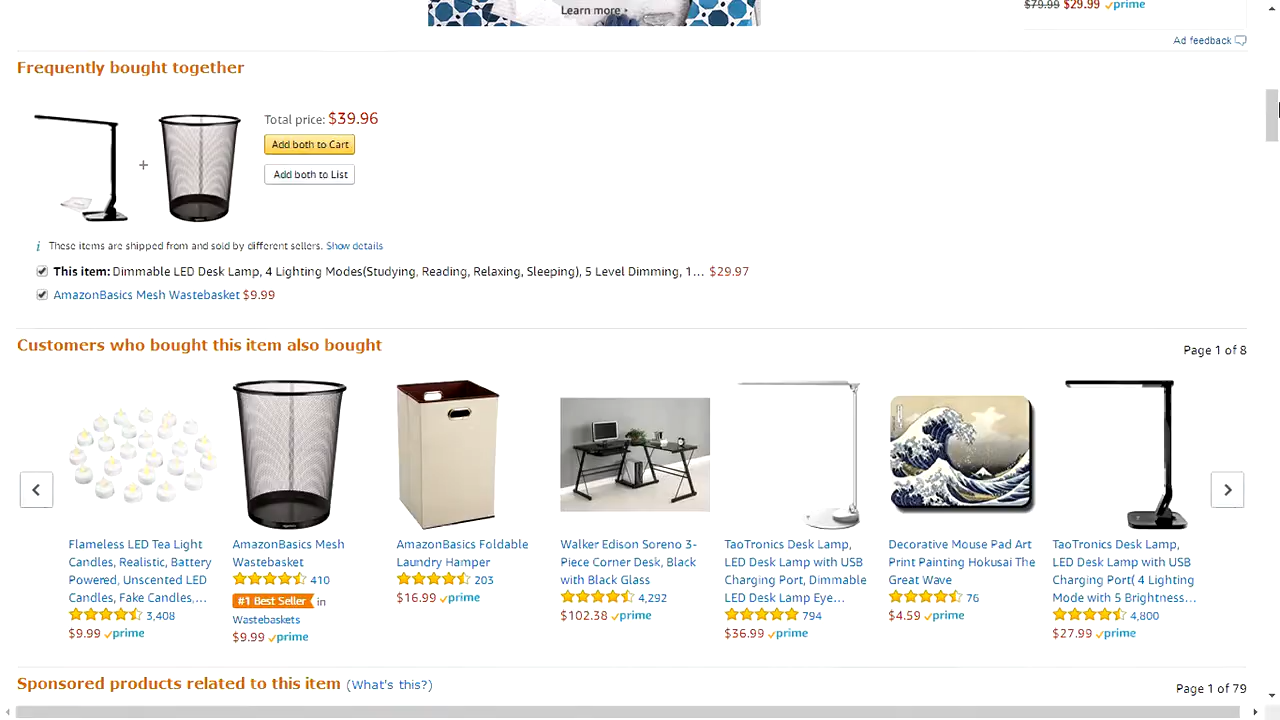 Learn more ›
$79.99 $29.99 prime
Ad feedback
Frequently bought together
+
Total price: $39.96
Add both to Cart
Add both to List
i These items are shipped from and sold by different sellers. Show details
This item: Dimmable LED Desk Lamp, 4 Lighting Modes(Studying, Reading, Relaxing, Sleeping), 5 Level Dimming, 1... $29.97
AmazonBasics Mesh Wastebasket $9.99
Customers who bought this item also bought
Page 1 of 8
Flameless LED Tea Light
Candles, Realistic, Battery
Powered, Unscented LED
Candles, Fake Candles,...
3,408
$9.99 prime
AmazonBasics Mesh
Wastebasket
410
#1 Best Seller in
Wastebaskets
$9.99 prime
AmazonBasics Foldable
Laundry Hamper
203
$16.99 prime
Walker Edison Soreno 3-
Piece Corner Desk, Black
with Black Glass
4,292
$102.38 prime
TaoTronics Desk Lamp,
LED Desk Lamp with USB
Charging Port, Dimmable
LED Desk Lamp Eye...
794
$36.99 prime
Decorative Mouse Pad Art
Print Painting Hokusai The
Great Wave
76
$4.59 prime
TaoTronics Desk Lamp,
LED Desk Lamp with USB
Charging Port( 4 Lighting
Mode with 5 Brightness...
4,800
$27.99 prime
Sponsored products related to this item (What's this?)
Page 1 of 79